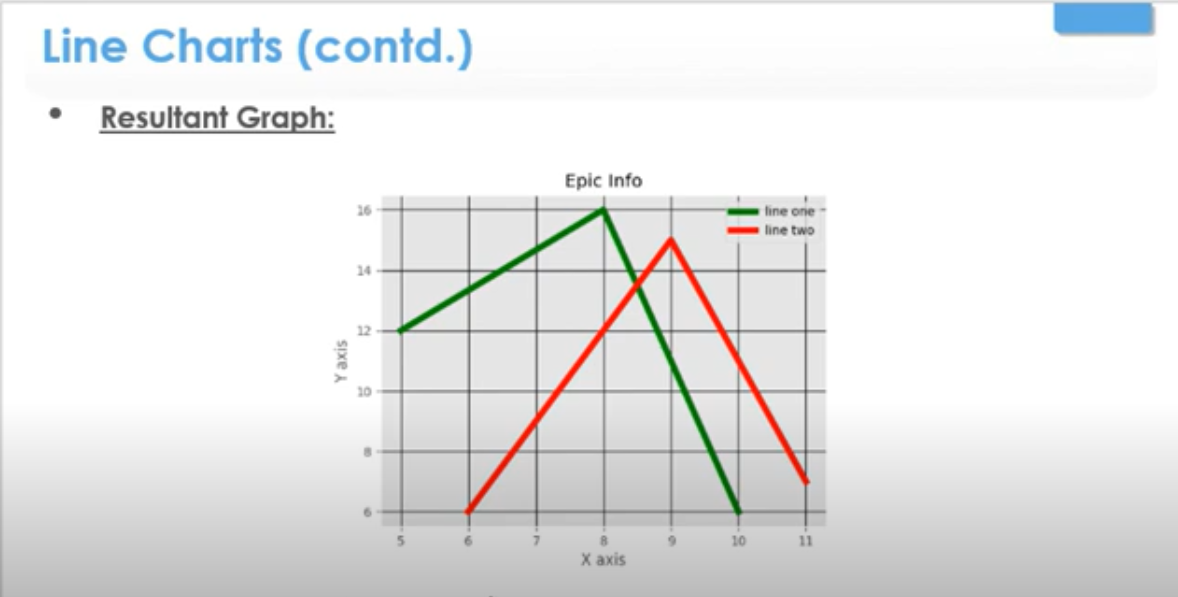 Line Charts (contd.)
• Resultant Graph:
Epic Info
line one
line two
16
14
12
10
8
6
Y axis
5 6 7 8 9 10 11
X axis